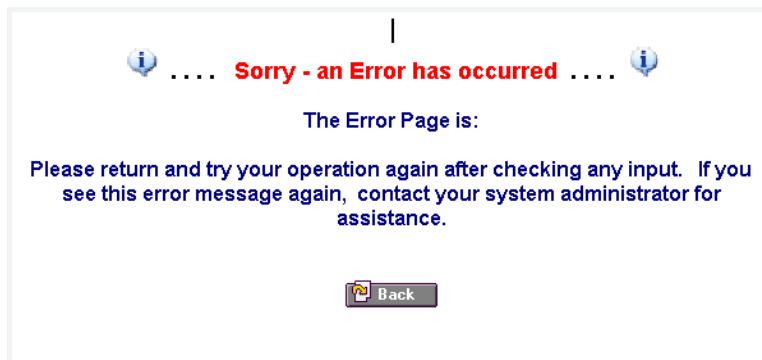 |
.... Sorry - an Error has occurred ....
The Error Page is:
Please return and try your operation again after checking any input.  If you
see this error message again,  contact your system administrator for
assistance.
Back